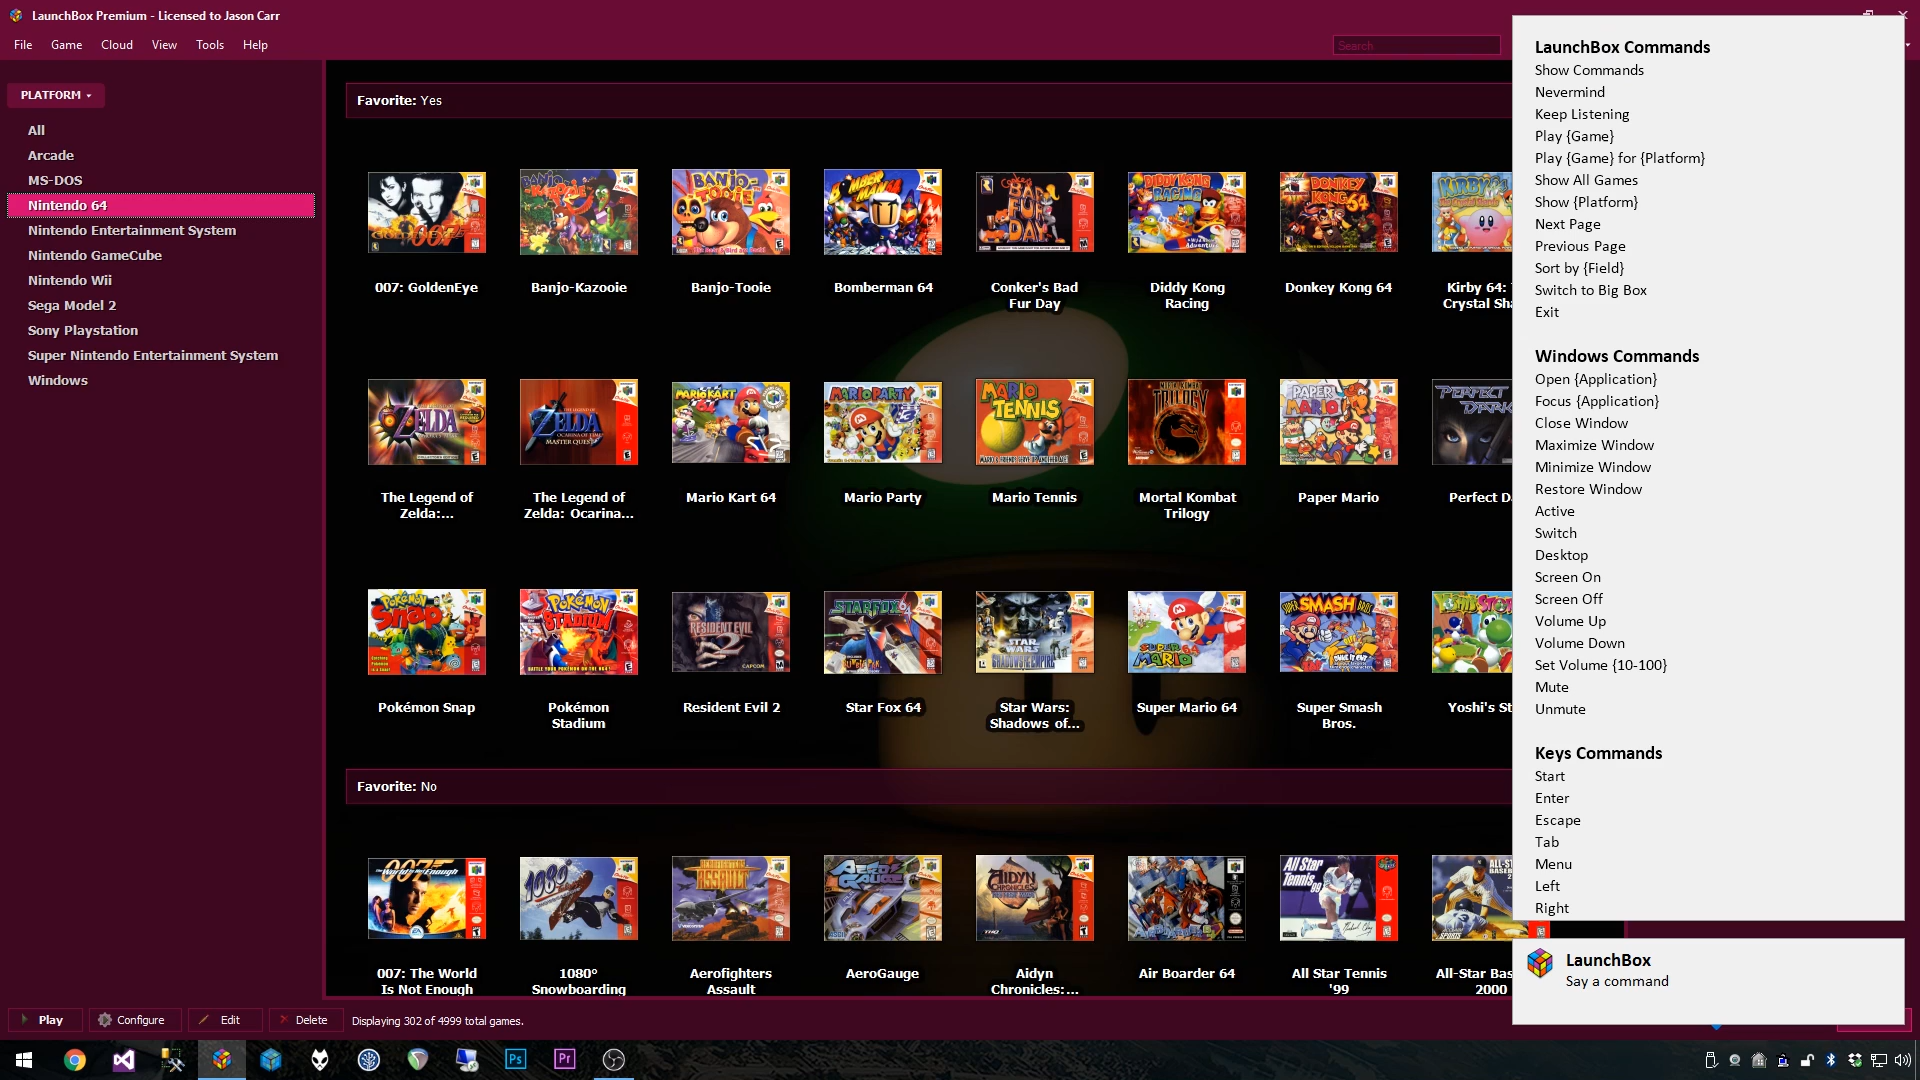 LaunchBox Premium - Licensed to Jason Carr
File Game Cloud View Tools Help
Search
PLATFORM
All
Arcade
MS-DOS
Nintendo 64
Nintendo Entertainment System
Nintendo GameCube
Nintendo Wii
Sega Model 2
Sony Playstation
Super Nintendo Entertainment System
Windows
Favorite: Yes
007: GoldenEye
Banjo-Kazooie
Banjo-Tooie
Bomberman 64
Conker's Bad
Fur Day
Diddy Kong
Racing
Donkey Kong 64
Kirby 64:
Crystal Sha
The Legend of
Zelda:...
The Legend of
Zelda: Ocarina...
Mario Kart 64
Mario Party
Mario Tennis
Mortal Kombat
Trilogy
Paper Mario
Perfect D
Pokémon Snap
Pokémon
Stadium
Resident Evil 2
Star Fox 64
Star Wars:
Shadows of...
Super Mario 64
Super Smash
Bros.
Yoshi's St
Favorite: No
007: The World
Is Not Enough
1080°
Snowboarding
Aerofighters
Assault
AeroGauge
Aidyn
Chronicles:...
Air Boarder 64
All Star Tennis
'99
All-Star Bas
2000
Play Configure Edit Delete Displaying 302 of 4999 total games.
LaunchBox Commands
Show Commands
Nevermind
Keep Listening
Play {Game}
Play {Game} for {Platform}
Show All Games
Show {Platform}
Next Page
Previous Page
Sort by {Field}
Switch to Big Box
Exit
Windows Commands
Open {Application}
Focus {Application}
Close Window
Maximize Window
Minimize Window
Restore Window
Active
Switch
Desktop
Screen On
Screen Off
Volume Up
Volume Down
Set Volume {10-100}
Mute
Unmute
Keys Commands
Start
Enter
Escape
Tab
Menu
Left
Right
LaunchBox
Say a command
Ps
Pr